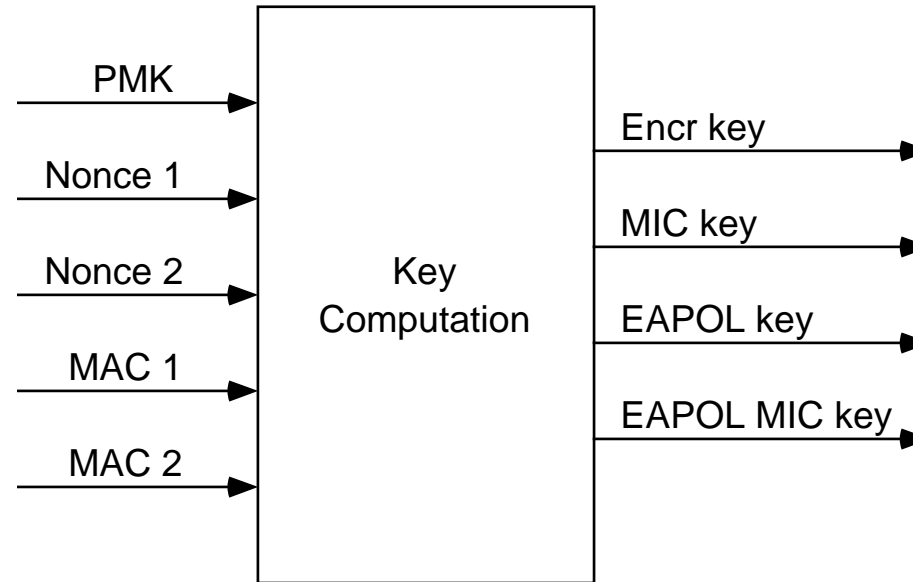 PMK
Nonce 1
Nonce 2
MAC 1
MAC 2
Key
Computation
Encr key
MIC key
EAPOL key
EAPOL MIC key